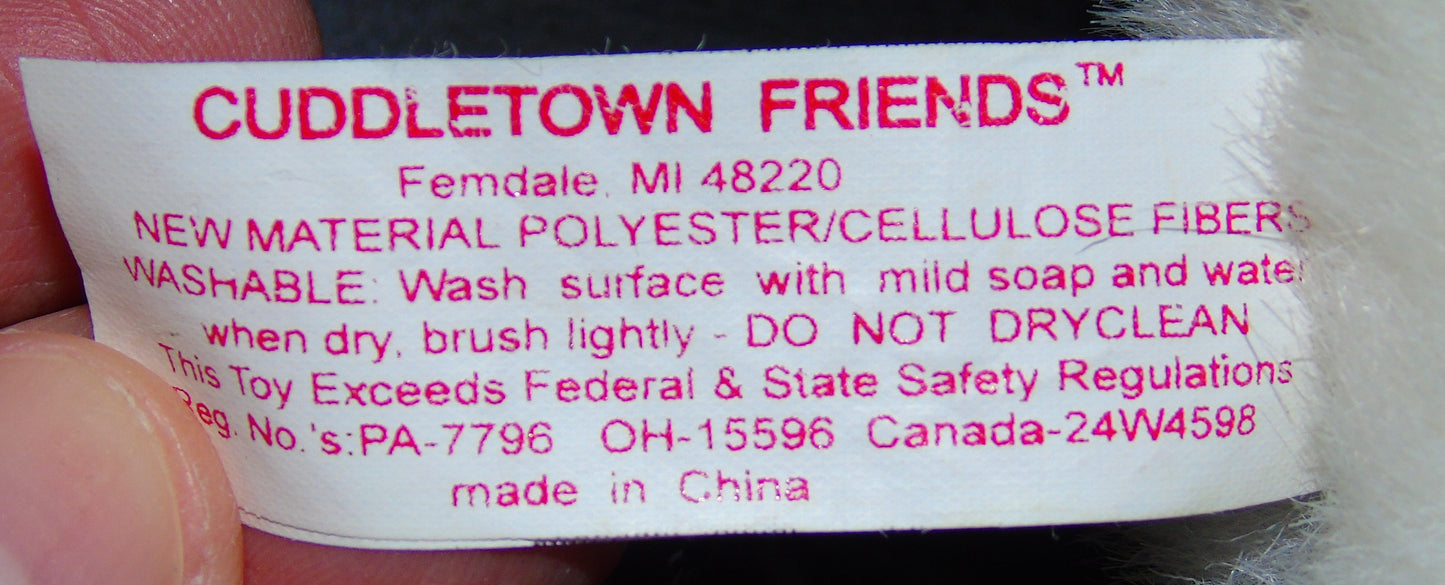 CUDDLETOWN FRIENDS™
Femdale, MI 48220
NEW MATERIAL POLYESTER/CELLULOSE FIBERS
WASHABLE: Wash surface with mild soap and water
when dry, brush lightly - DO NOT DRYCLEAN
This Toy Exceeds Federal & State Safety Regulations
Reg. No.'s:PA-7796 OH-15596 Canada-24W4598
made in China